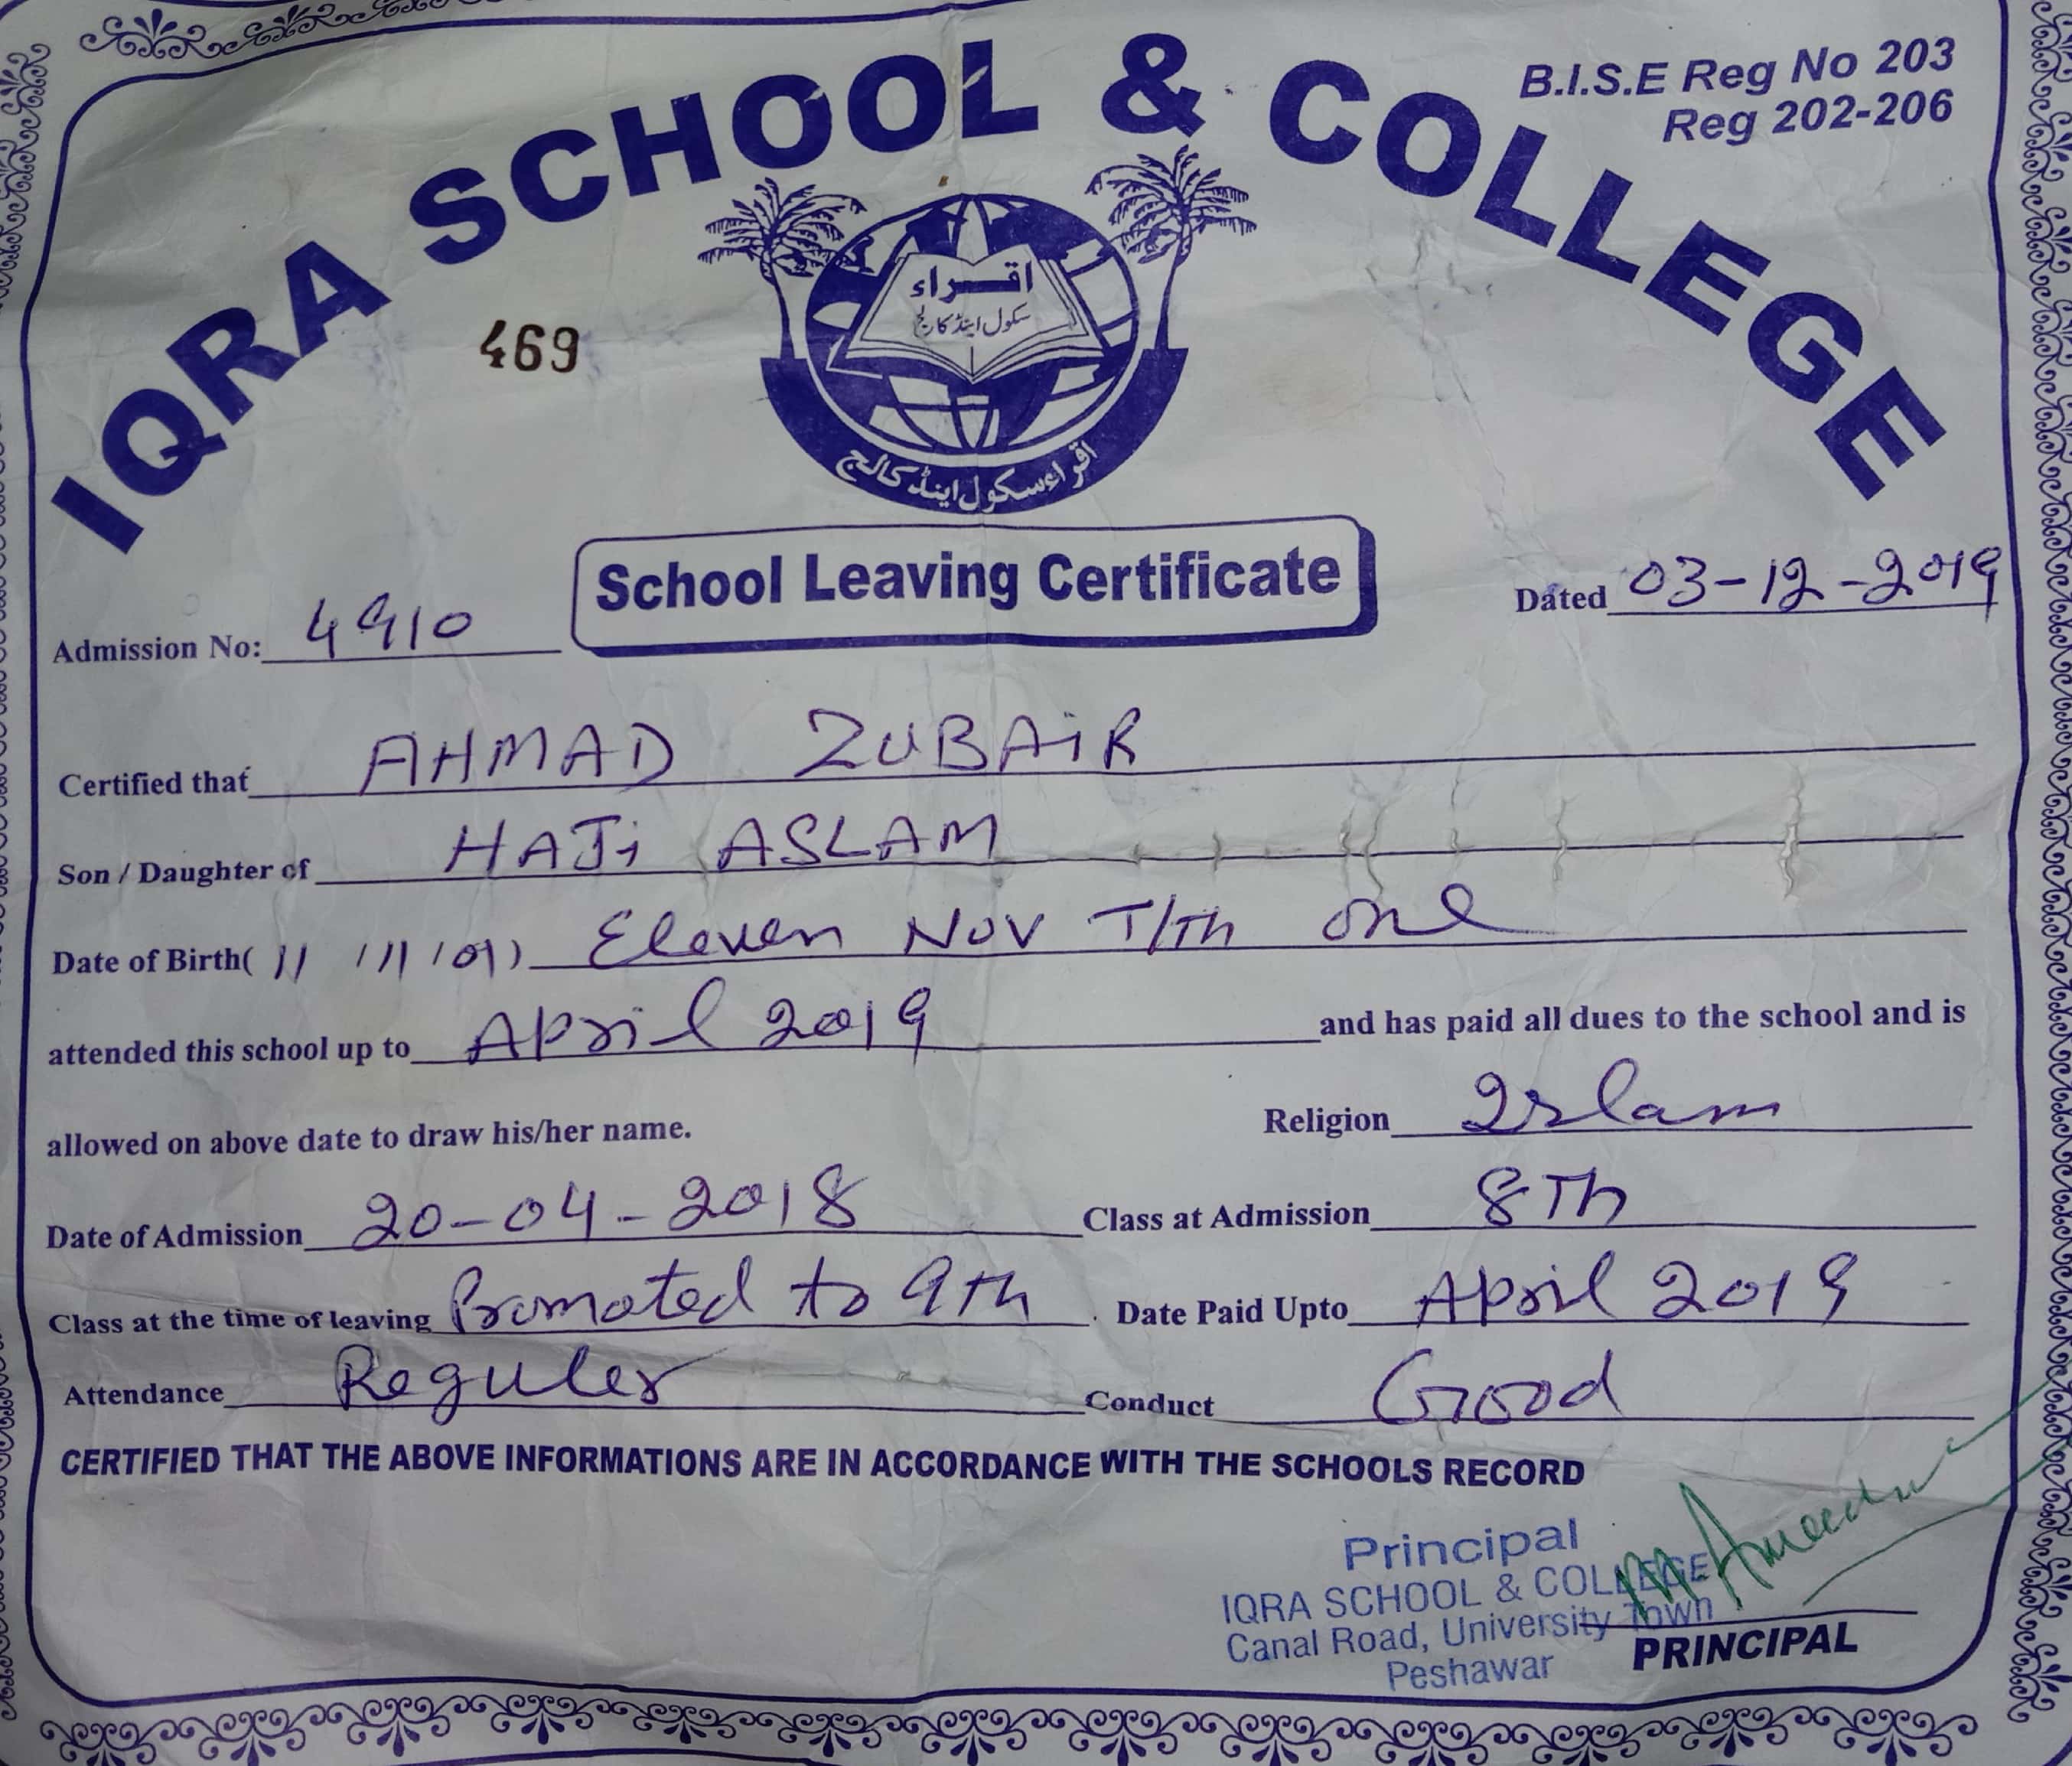 IQRA SCHOOL & COLLEGE
B.I.S.E Reg No 203
Reg 202-206
469
اقراء
سکول اینڈ کالج
اقراء سکول اینڈ کالج
School Leaving Certificate
Dated 03-12-2019
Admission No: 4910
Certified that AHMAD ZUBAiR
Son / Daughter of HAJi ASLAM
Date of Birth( 11 / 11 / 01) Eleven NOV T/Th one
attended this school up to April 2019 and has paid all dues to the school and is
allowed on above date to draw his/her name. Religion Islam
Date of Admission 20-04-2018 Class at Admission 8Th
Class at the time of leaving Promoted to 9th Date Paid Upto April 2019
Attendance Reguler Conduct Good
CERTIFIED THAT THE ABOVE INFORMATIONS ARE IN ACCORDANCE WITH THE SCHOOLS RECORD
Principal
IQRA SCHOOL & COLLEGE
Canal Road, University Town
Peshawar
PRINCIPAL